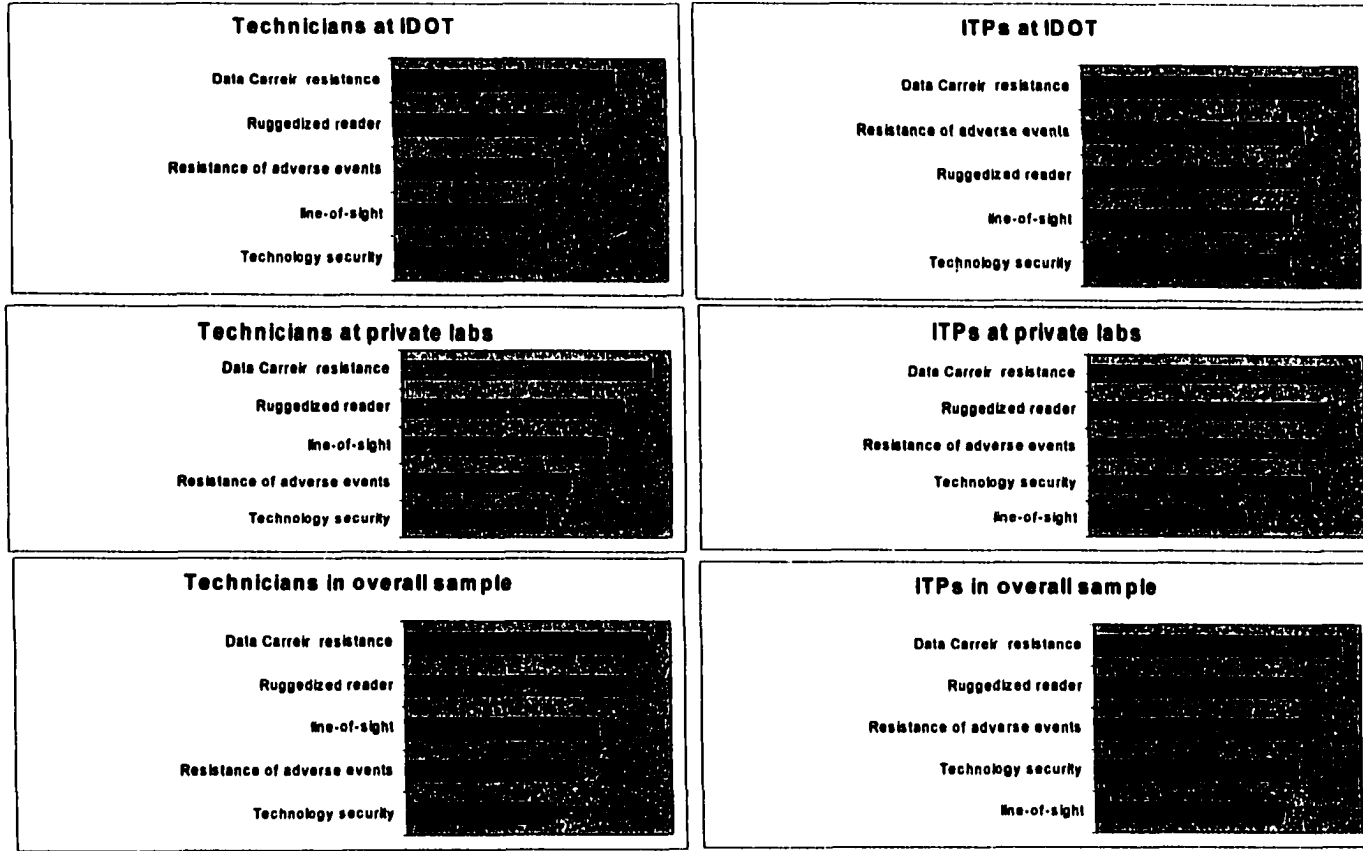 Technicians at IDOT
Data Carreir resistance
Ruggedized reader
Resistance of adverse events
line-of-sight
Technology security
ITPs at IDOT
Data Carreir resistance
Resistance of adverse events
Ruggedized reader
line-of-sight
Technology security
Technicians at private labs
Data Carreir resistance
Ruggedized reader
line-of-sight
Resistance of adverse events
Technology security
ITPs at private labs
Data Carreir resistance
Ruggedized reader
Resistance of adverse events
Technology security
line-of-sight
Technicians in overall sample
Data Carreir resistance
Ruggedized reader
line-of-sight
Resistance of adverse events
Technology security
ITPs in overall sample
Data Carreir resistance
Ruggedized reader
Resistance of adverse events
Technology security
line-of-sight